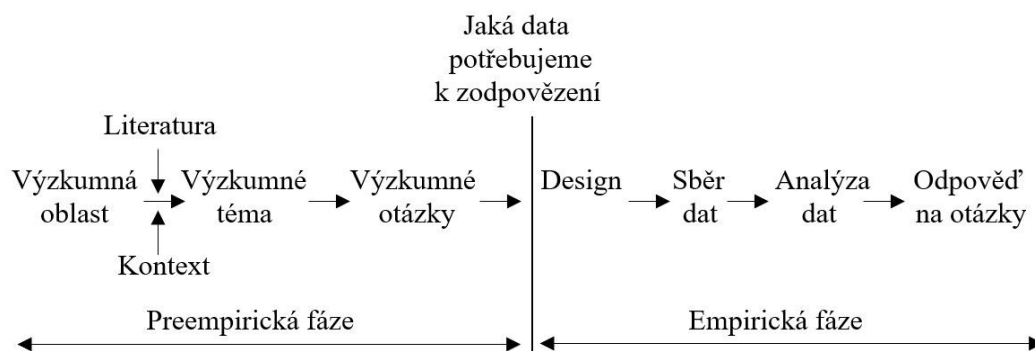 Jaká data
potřebujeme
k zodpovězení
Literatura
Výzkumná
oblast
Výzkumné
téma
Výzkumné
otázky
Design
Sběr
dat
Analýza
dat
Odpověď
na otázky
Kontext
Preempirická fáze
Empirická fáze